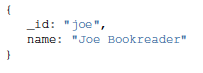 {
_id: "joe",
name: "Joe Bookreader"
}